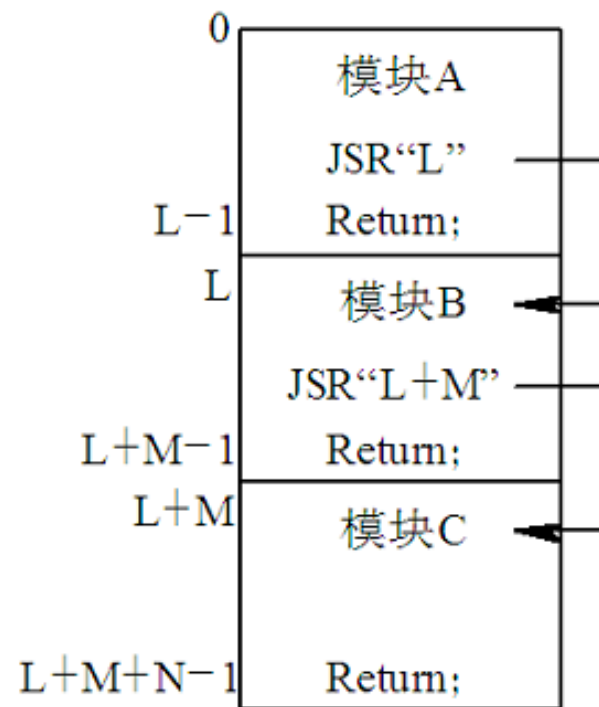 0
模块A
JSR“L”
L-1 Return;
L
模块B
JSR“L+M”
L+M-1 Return;
L+M
模块C
L+M+N-1 Return;